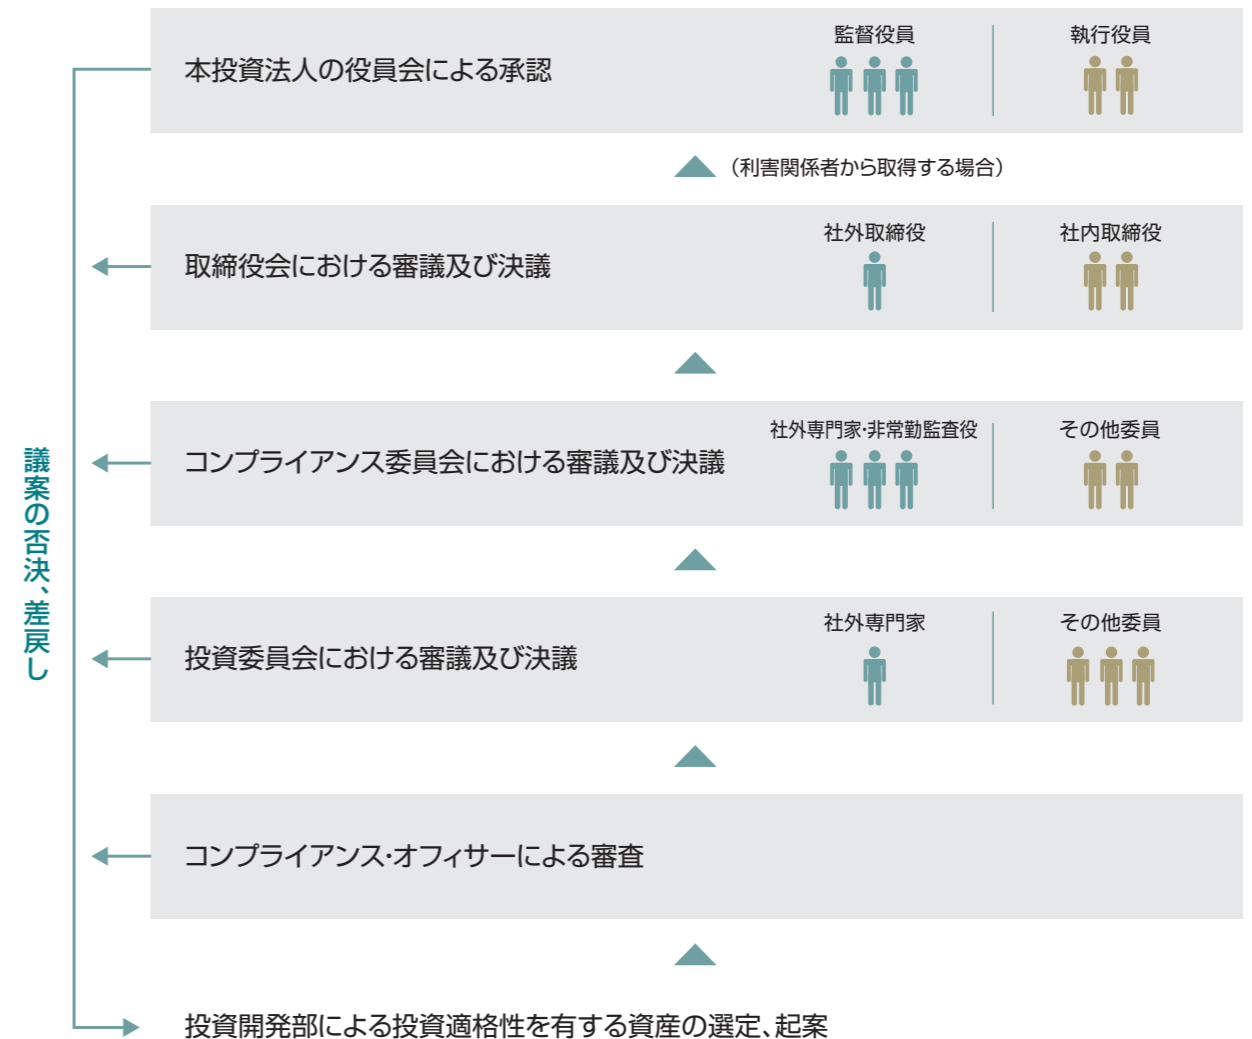 監督役員
執行役員
本投資法人の役員会による承認
（利害関係者から取得する場合）
社外取締役
社内取締役
取締役会における審議及び決議
社外専門家・非常勤監査役
その他委員
コンプライアンス委員会における審議及び決議
議案の否決、差戻し
社外専門家
その他委員
投資委員会における審議及び決議
コンプライアンス・オフィサーによる審査
投資開発部による投資適格性を有する資産の選定、起案